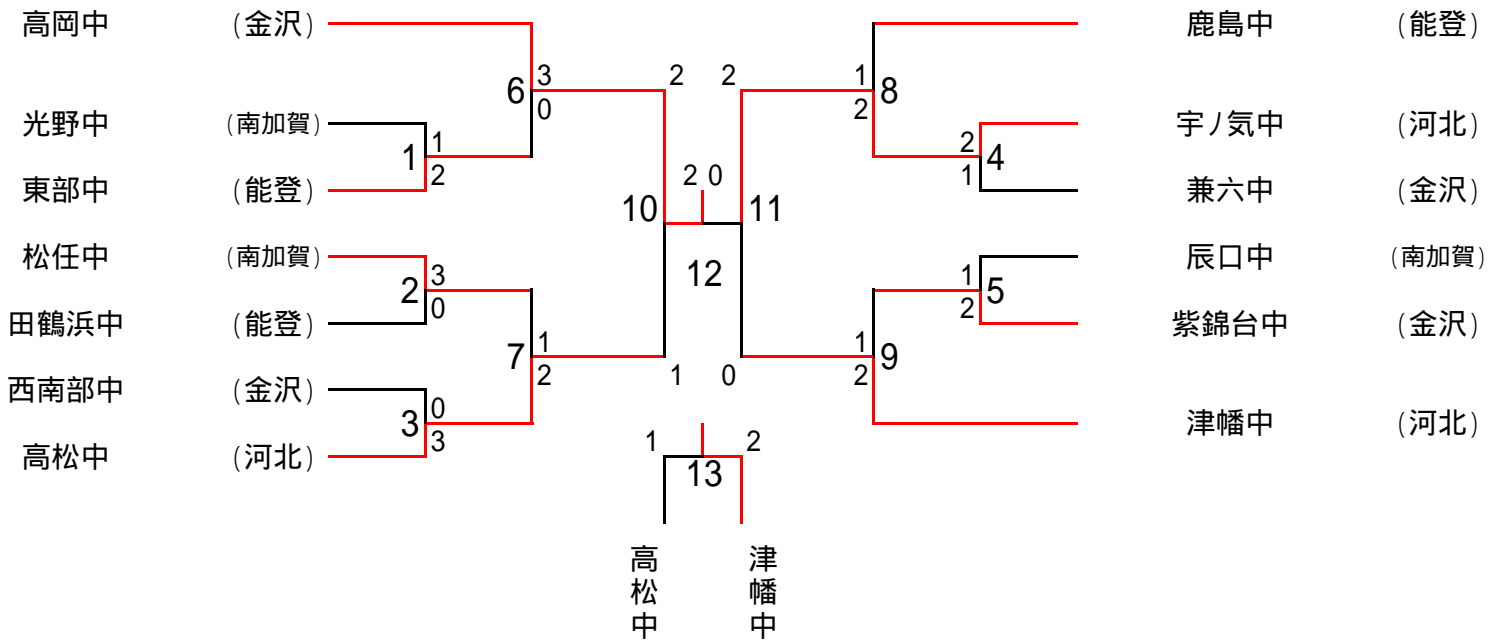 高岡中 (金沢)
光野中 (南加賀)
東部中 (能登)
松任中 (南加賀)
田鶴浜中 (能登)
西南部中 (金沢)
高松中 (河北)
6 3 0
1 1 2
2 3 0
7 1 2
3 0 3
2 2
10 2 0 11
12
1 0
1 2
13
高松中
津幡中
1 8 2
2 4 1
1 5 2
1 9 2
鹿島中 (能登)
宇ノ気中 (河北)
兼六中 (金沢)
辰口中 (南加賀)
紫錦台中 (金沢)
津幡中 (河北)